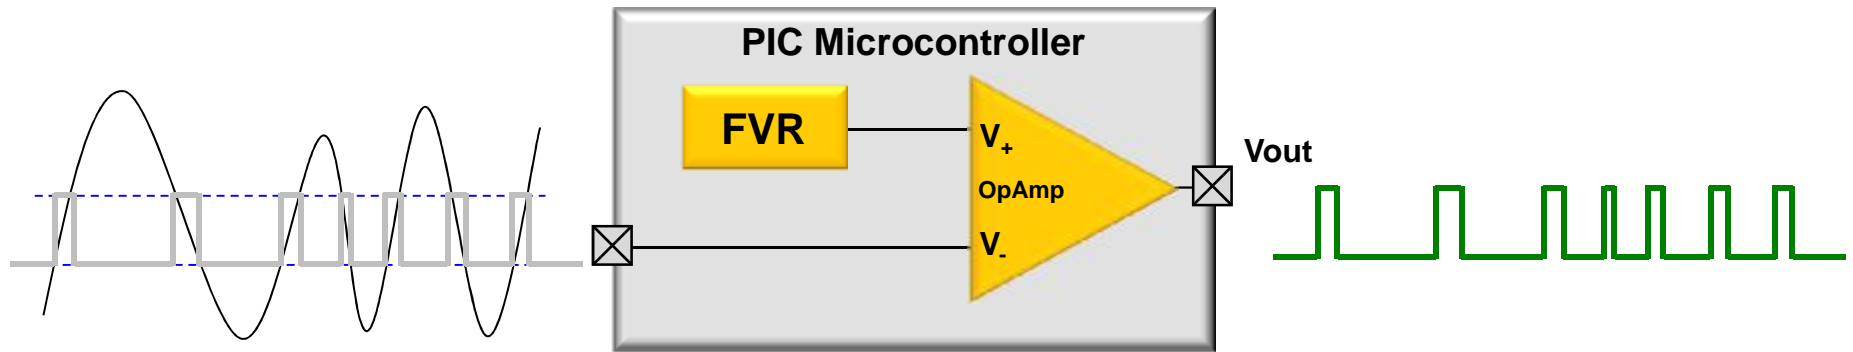 PIC Microcontroller
FVR
V+
OpAmp
V-
Vout